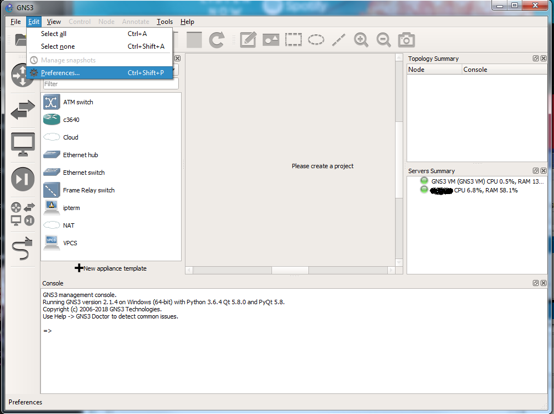 GNS3
NOW
Spotify
File Edit View Control Node Annotate Tools Help
Select all Ctrl+A
Select none Ctrl+Shift+A
Manage snapshots
Preferences... Ctrl+Shift+P
Filter
ATM switch
c3640
Cloud
Ethernet hub
Ethernet switch
Frame Relay switch
ipterm
NAT
VPCS
New appliance template
Please create a project
Topology Summary
Node Console
Servers Summary
GNS3 VM (GNS3 VM) CPU 0.5%, RAM 13...
CPU 6.8%, RAM 58.1%
Console
GNS3 management console.
Running GNS3 version 2.1.4 on Windows (64-bit) with Python 3.6.4 Qt 5.8.0 and PyQt 5.8.
Copyright (c) 2006-2018 GNS3 Technologies.
Use Help -> GNS3 Doctor to detect common issues.
=>
Preferences